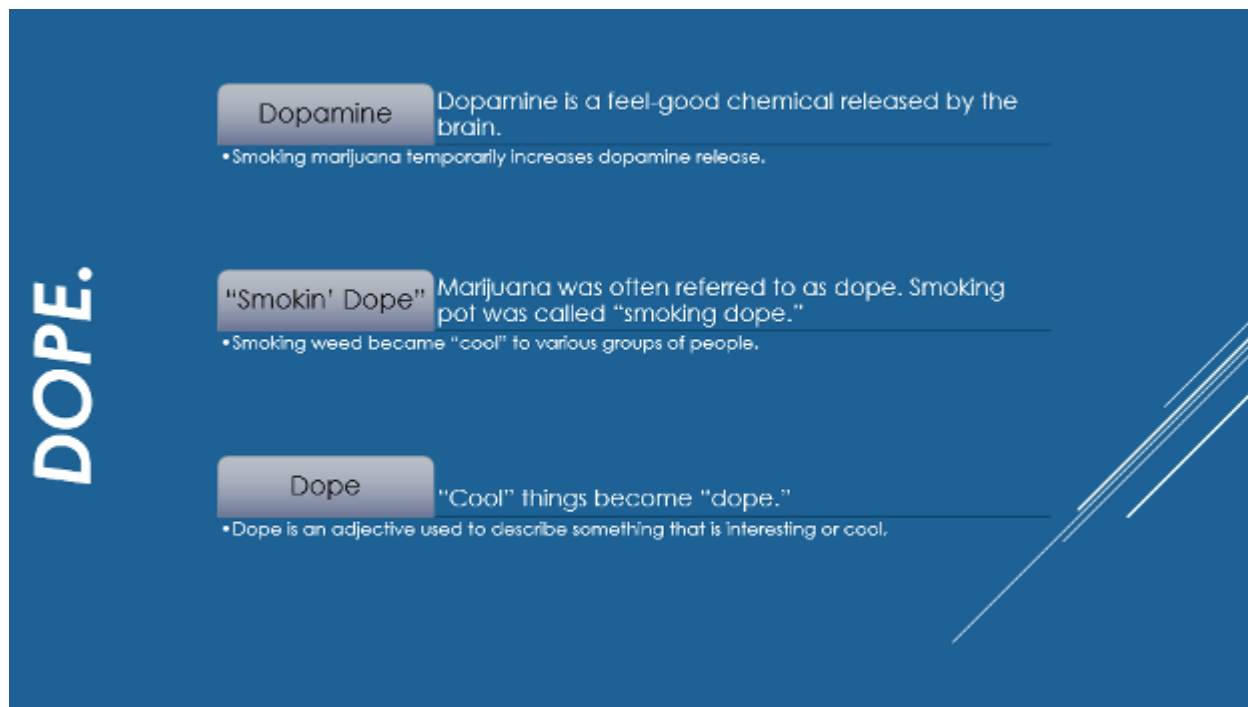 DOPE.
Dopamine
Dopamine is a feel-good chemical released by the
brain.
•Smoking marijuana temporarily increases dopamine release.
“Smokin’ Dope”
Marijuana was often referred to as dope. Smoking
pot was called “smoking dope.”
•Smoking weed became “cool” to various groups of people.
Dope
“Cool” things become “dope.”
•Dope is an adjective used to describe something that is interesting or cool.